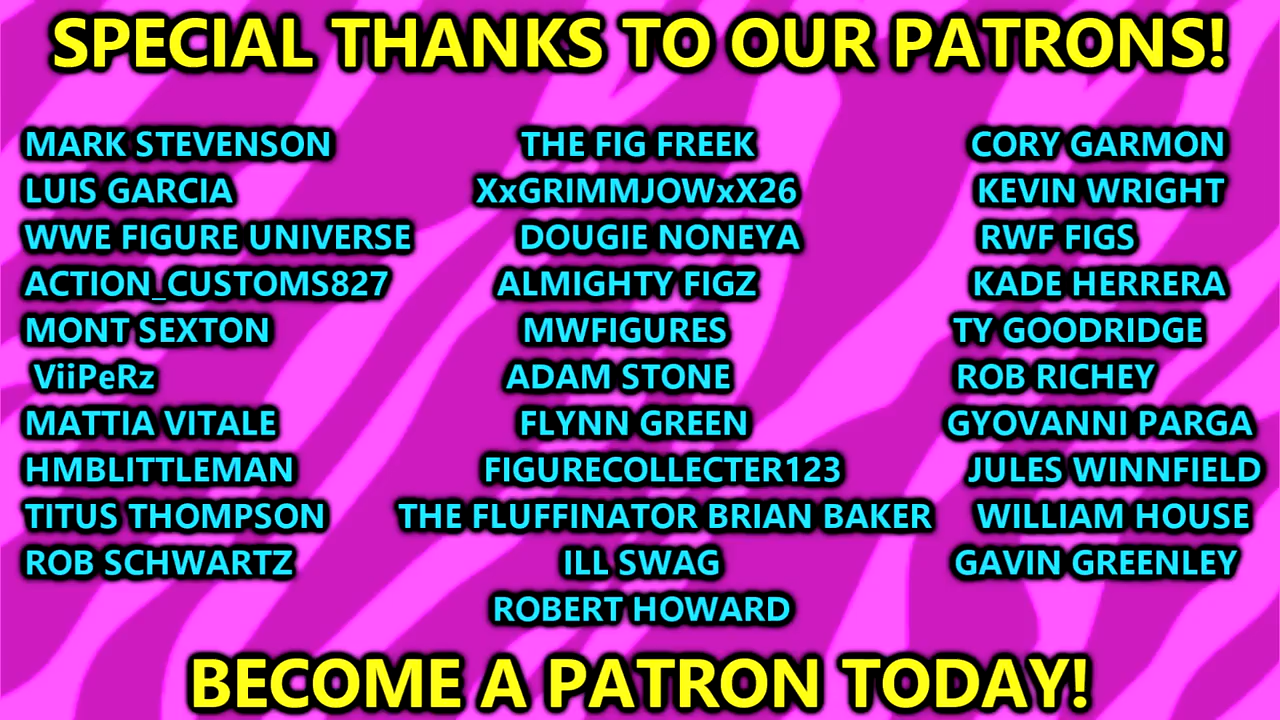 SPECIAL THANKS TO OUR PATRONS!
MARK STEVENSON
LUIS GARCIA
WWE FIGURE UNIVERSE
ACTION_CUSTOMS827
MONT SEXTON
ViiPeRz
MATTIA VITALE
HMBLITTLEMAN
TITUS THOMPSON
ROB SCHWARTZ
THE FIG FREEK
XxGRIMMJOWxX26
DOUGIE NONEYA
ALMIGHTY FIGZ
MWFIGURES
ADAM STONE
FLYNN GREEN
FIGURECOLLECTER123
THE FLUFFINATOR BRIAN BAKER
ILL SWAG
ROBERT HOWARD
CORY GARMON
KEVIN WRIGHT
RWF FIGS
KADE HERRERA
TY GOODRIDGE
ROB RICHEY
GYOVANNI PARGA
JULES WINNFIELD
WILLIAM HOUSE
GAVIN GREENLEY
BECOME A PATRON TODAY!